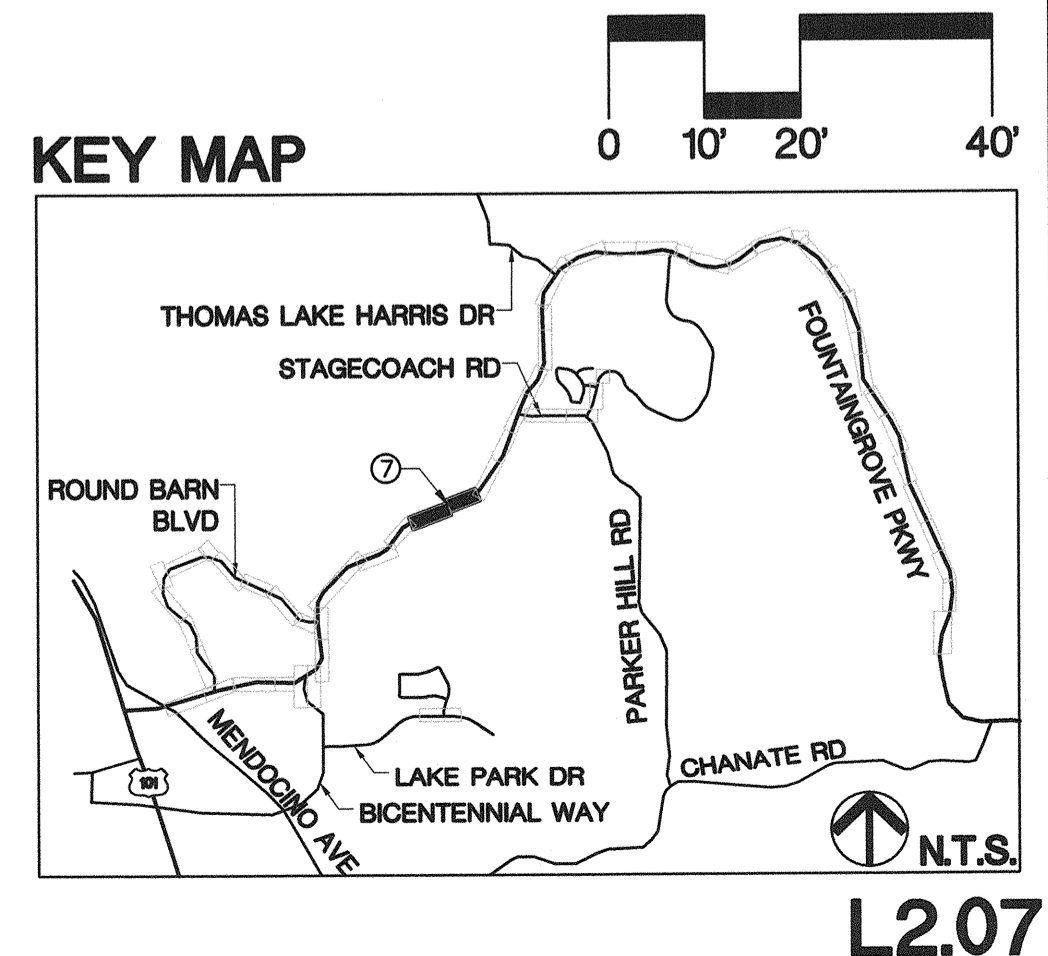 0 10' 20' 40'
KEY MAP
THOMAS LAKE HARRIS DR
STAGECOACH RD
FOUNTAINGROVE PKWY
7
ROUND BARN
BLVD
PARKER HILL RD
MENDOCINO AVE
CHANATE RD
LAKE PARK DR
101
BICENTENNIAL WAY
N.T.S.
L2.07